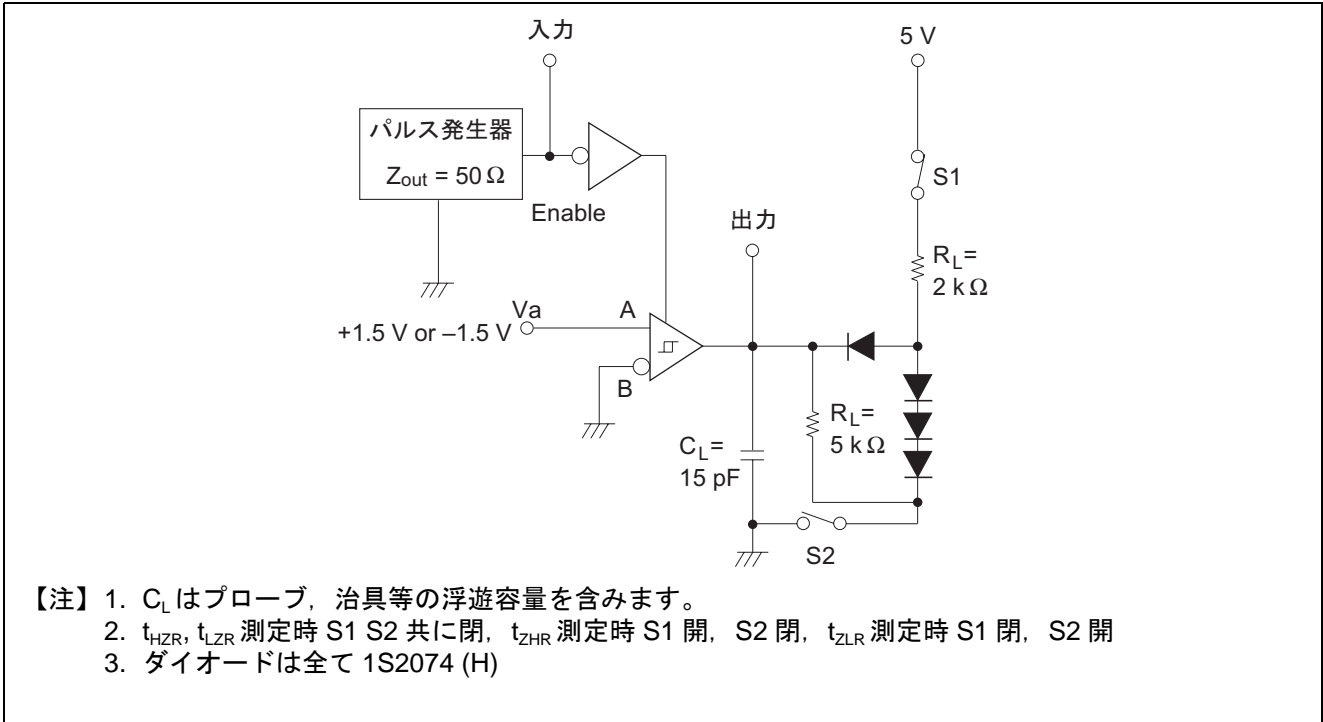 入力
5 V
パルス発生器
Zout = 50 Ω
S1
Enable
出力
RL=
2 kΩ
Va
A
+1.5 V or –1.5 V
B
RL=
5 kΩ
CL=
15 pF
S2
【注】1. CLはプローブ，治具等の浮遊容量を含みます。
2. tHZR, tLZR 測定時 S1 S2 共に閉，tZHR 測定時 S1 開，S2 閉，tZLR 測定時 S1 閉，S2 開
3. ダイオードは全て 1S2074 (H)